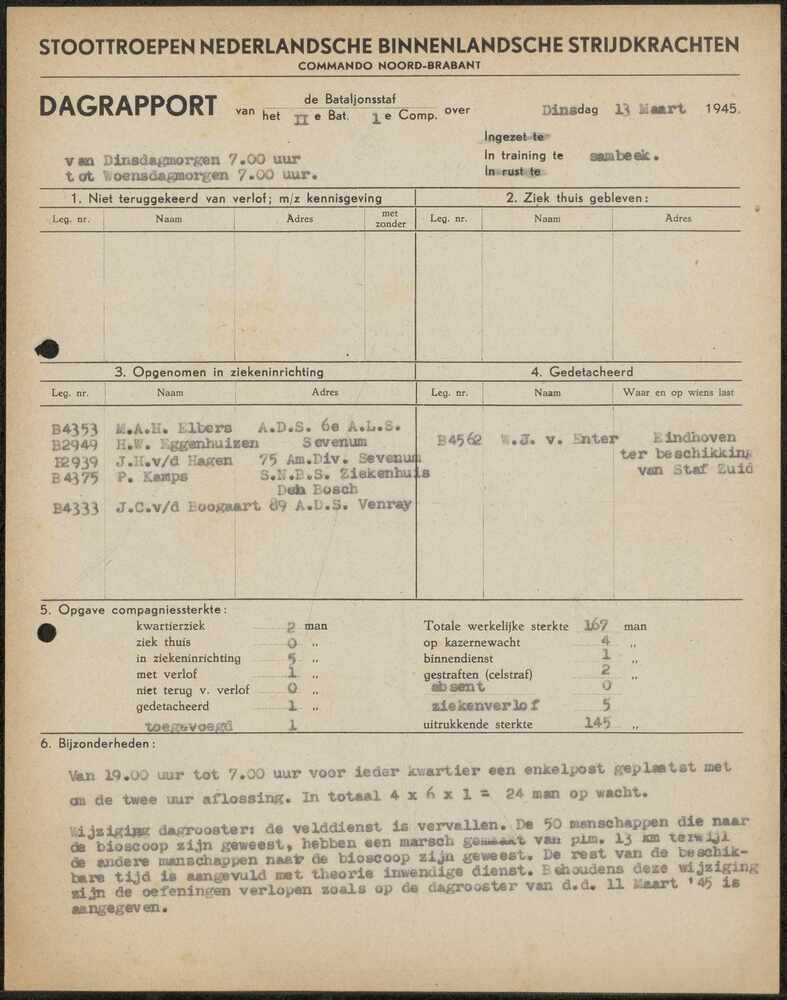 STOOTTROEPEN NEDERLANDSCHE BINNENLANDSCHE STRIJDKRACHTEN
COMMANDO NOORD-BRABANT
DAGRAPPORT van de Bataljonsstaf
het II e Bat. 1e Comp. over Dinsdag 13 Maart 1945.
Ingezet te
van Dinsdagmorgen 7.00 uur In training te sambeek.
tot Woensdagmorgen 7.00 uur. In rust te
1. Niet teruggekeerd van verlof; m/z kennisgeving 2. Ziek thuis gebleven:
Leg. nr. Naam Adres met zonder Leg. nr. Naam Adres
3. Opgenomen in ziekeninrichting 4. Gedetacheerd
Leg. nr. Naam Adres Leg. nr. Naam Waar en op wiens last
B4353 M.A.H. Elbers A.D.S. 6e A.L.S.
B2949 H.W. Eggenhuizen Sevenum B4562 W.J. v. Enter Eindhoven
B2939 J.H.v/d Hagen 75 Am.Div. Sevenum ter beschikking
B4375 P. Kamps S.N.B.S. Ziekenhuis van Staf Zuid
Den Bosch
B4333 J.C.v/d Boogaart 89 A.D.S. Venray
5. Opgave compagniessterkte:
kwartierziek 2 man Totale werkelijke sterkte 167 man
ziek thuis 0 „ op kazernewacht 4 „
in ziekeninrichting 5 „ binnendienst 1 „
met verlof 1 „ gestraften (celstraf) 2 „
niet terug v. verlof 0 „ absent 0
gedetacheerd 1 „ ziekenverlof 5
toegevoegd 1 uitrukkende sterkte 145 „
6. Bijzonderheden:
Van 19.00 uur tot 7.00 uur voor ieder kwartier een enkelpost geplaatst met
om de twee uur aflossing. In totaal 4 x 6 x 1 = 24 man op wacht.
Wijziging dagrooster: de velddienst is vervallen. De 50 manschappen die naar
de bioscoop zijn geweest, hebben een marsch gemaakt van plm. 13 km terwijl
de andere manschappen naar de bioscoop zijn geweest. De rest van de beschik-
bare tijd is aangevuld met theorie inwendige dienst. Behoudens deze wijziging
zijn de oefeningen verlopen zoals op de dagrooster van d.d. 11 Maart '45 is
aangegeven.